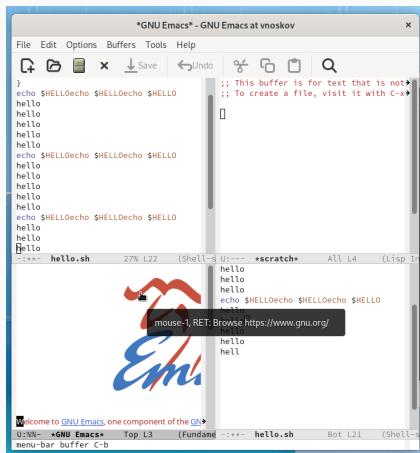 *GNU Emacs* - GNU Emacs at vnoskov
File Edit Options Buffers Tools Help
Save Undo
}
echo $HELLOecho $HELLOecho $HELLO
hello
hello
hello
hello
hello
echo $HELLOecho $HELLOecho $HELLO
hello
hello
hello
hello
hello
echo $HELLOecho $HELLOecho $HELLO
hello
hello
hello
-:**- hello.sh 27% L22 (Shell-s
;; This buffer is for text that is not
;; To create a file, visit it with C-x
U:--- *scratch* All L4 (Lisp In
Welcome to GNU Emacs, one component of the GN
U:%%- *GNU Emacs* Top L3 (Fundame
hello
hello
hello
echo $HELLOecho $HELLOecho $HELLO
mouse-1, RET: Browse https://www.gnu.org/
hello
hell
-:**- hello.sh Bot L21 (Shell-s
menu-bar buffer C-b